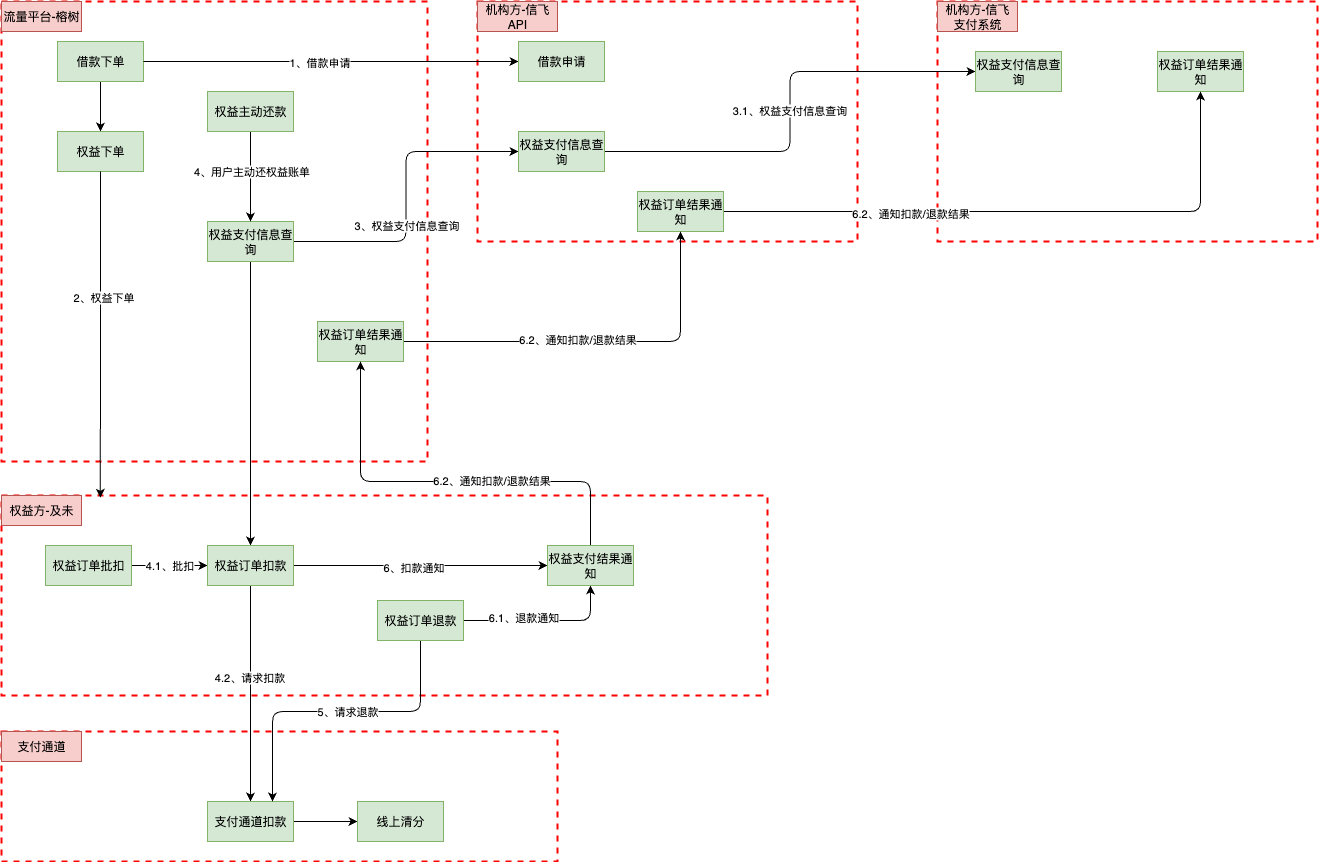 流量平台-榕树
机构方-信飞
API
机构方-信飞
支付系统
借款下单
1、借款申请
借款申请
权益支付信息查
询
权益订单结果通
知
权益主动还款
3.1、权益支付信息查询
权益下单
权益支付信息查
询
4、用户主动还权益账单
权益订单结果通
知
6.2、通知扣款/退款结果
3、权益支付信息查询
权益支付信息查
询
2、权益下单
权益订单结果通
知
6.2、通知扣款/退款结果
6.2、通知扣款/退款结果
权益方-及未
权益订单批扣
4.1、批扣
权益订单扣款
6、扣款通知
权益支付结果通
知
权益订单退款
6.1、退款通知
4.2、请求扣款
5、请求退款
支付通道
支付通道扣款
线上清分